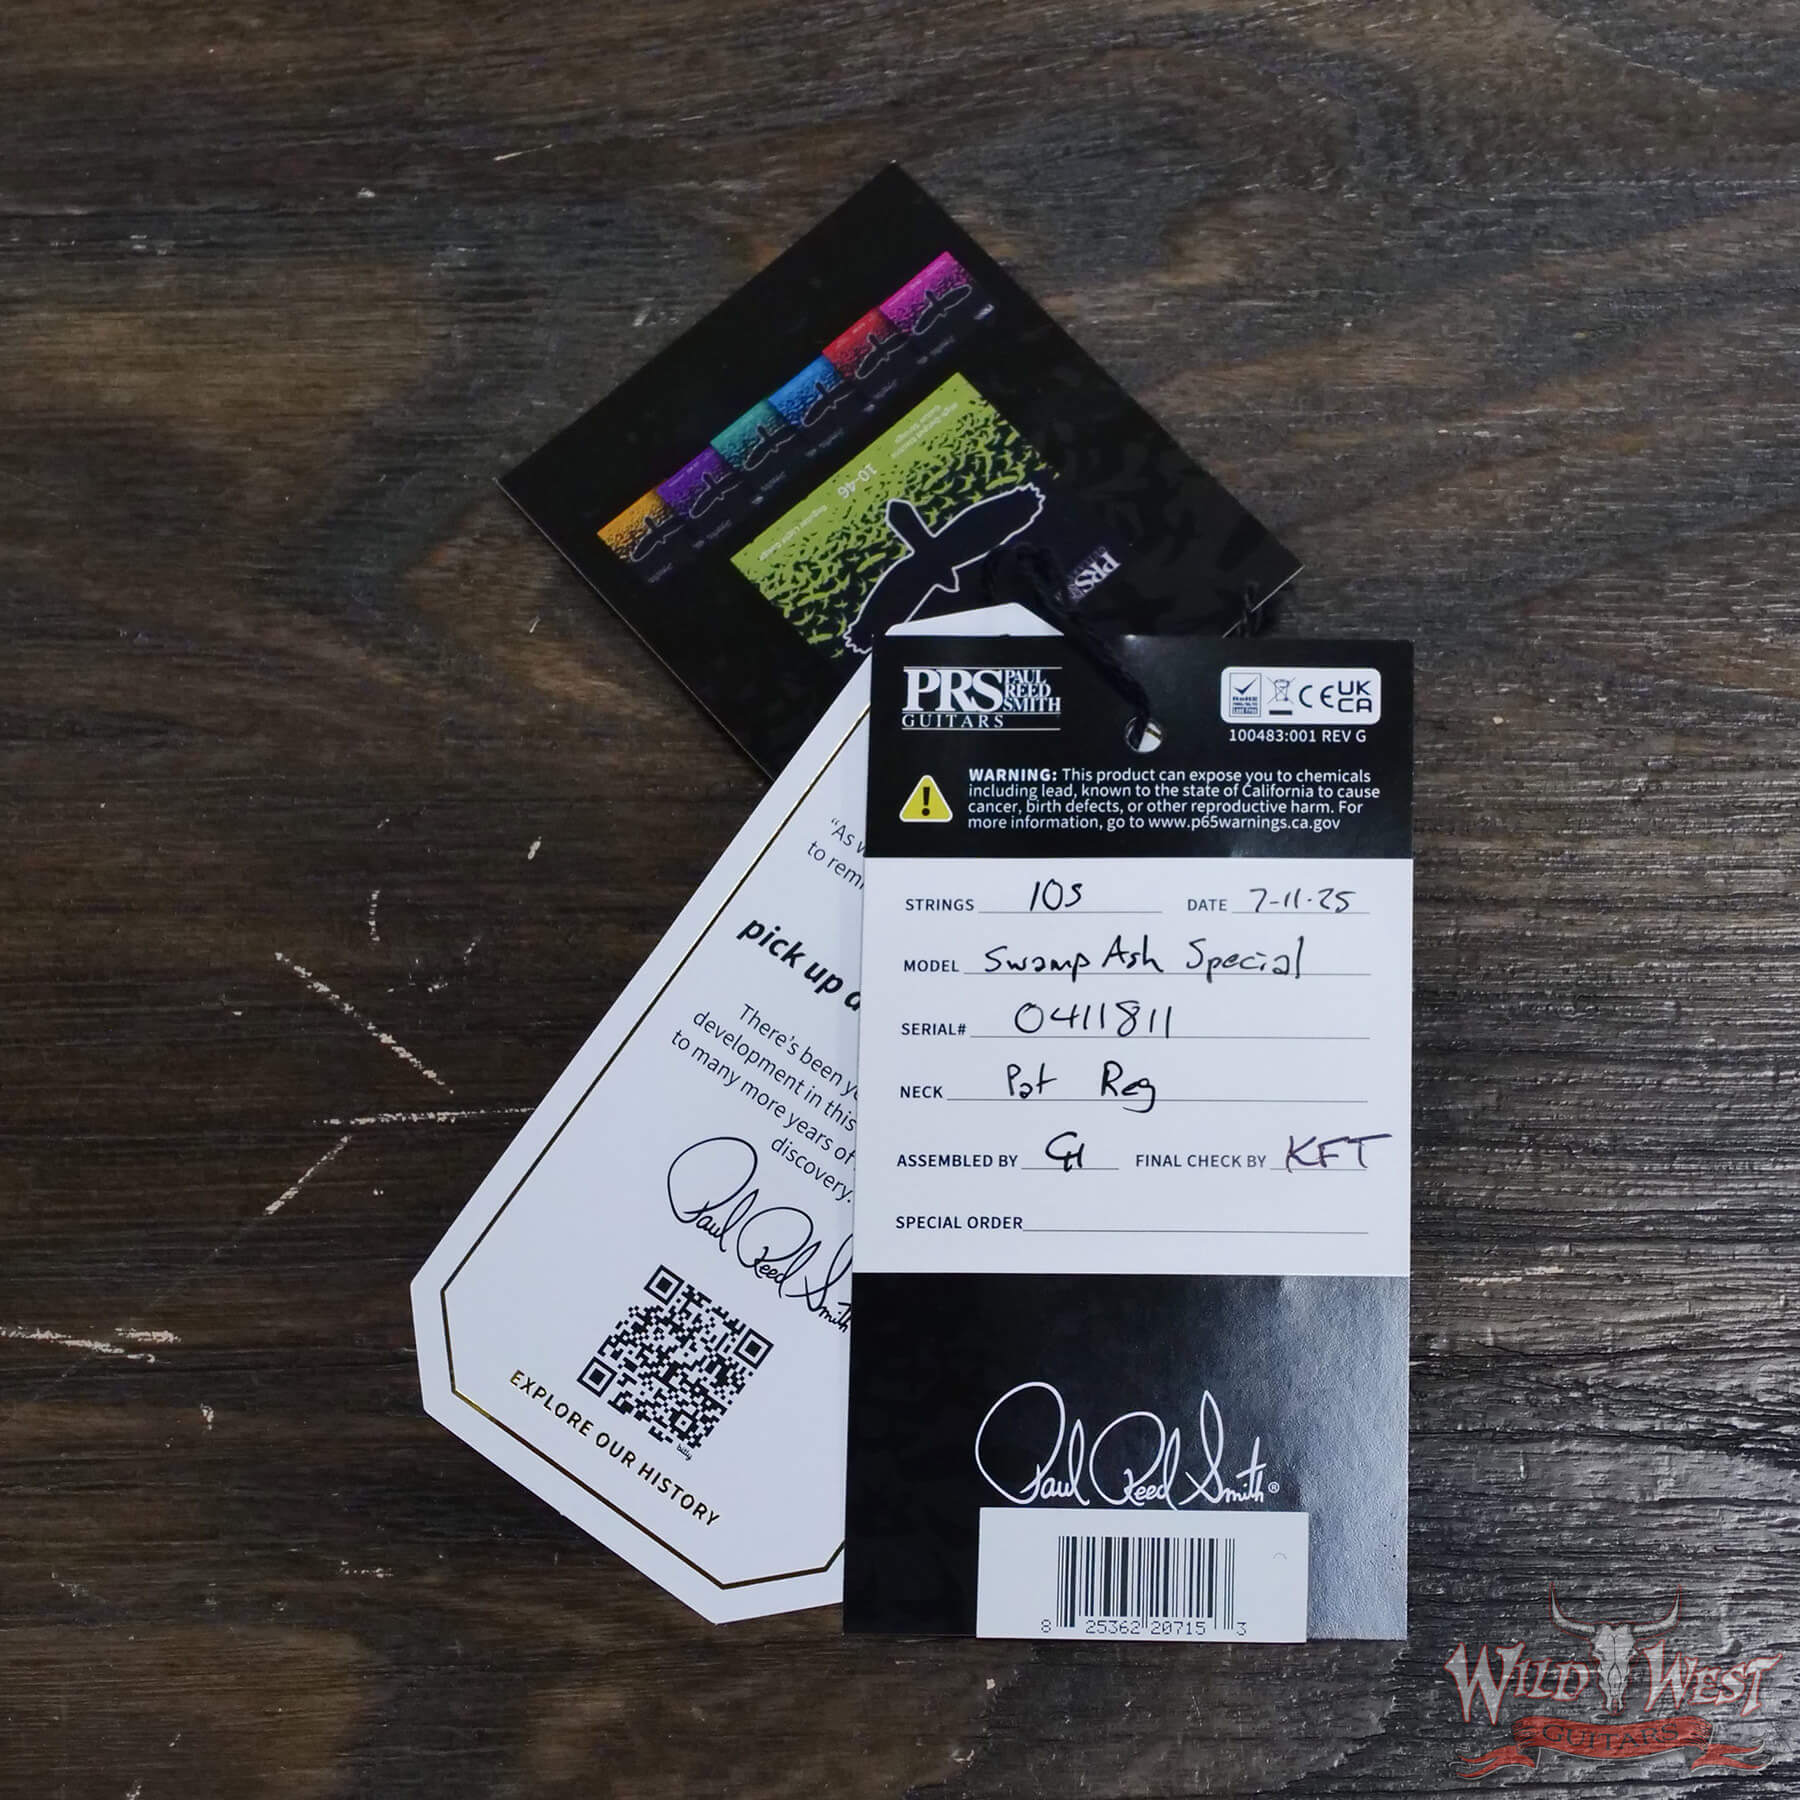 10-46
PRS
PRS PAUL
REED
SMITH
GUITARS
UK
CA
100483:001 REV G
WARNING: This product can expose you to chemicals
including lead, known to the state of California to cause
cancer, birth defects, or other reproductive harm. For
more information, go to www.p65warnings.ca.gov
STRINGS 10s DATE 7-11-25
MODEL Swamp Ash Special
SERIAL# 0411811
NECK Pat Reg
ASSEMBLED BY CH FINAL CHECK BY KFT
SPECIAL ORDER
Paul Reed Smith®
8 25362 20715 3
"As
to
pick up
There's been
development in this
to many more years of
discovery.
Paul Reed Smith
bitly
EXPLORE OUR HISTORY
WILD WEST
GUITARS